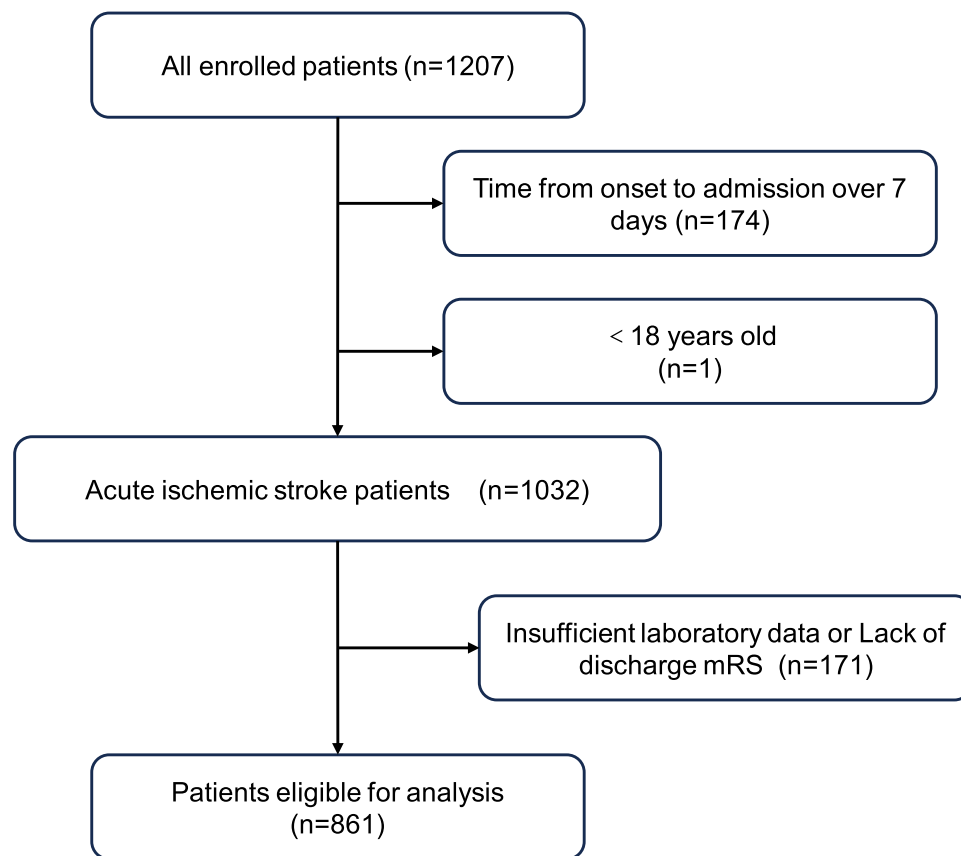 All enrolled patients (n=1207)
Time from onset to admission over 7
days (n=174)
< 18 years old
(n=1)
Acute ischemic stroke patients (n=1032)
Insufficient laboratory data or Lack of
discharge mRS (n=171)
Patients eligible for analysis
(n=861)